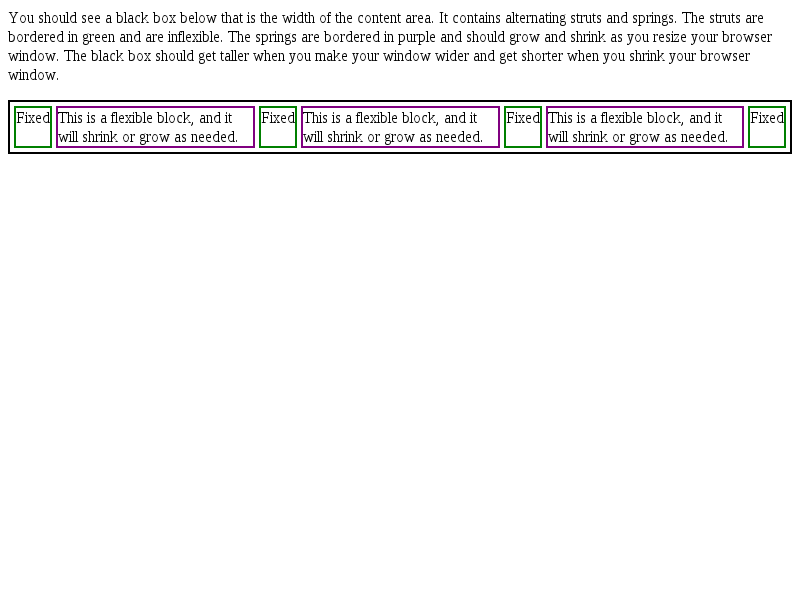 You should see a black box below that is the width of the content area. It contains alternating struts and springs. The struts are
bordered in green and are inflexible. The springs are bordered in purple and should grow and shrink as you resize your browser
window. The black box should get taller when you make your window wider and get shorter when you shrink your browser
window.
Fixed
This is a flexible block, and it
will shrink or grow as needed.
Fixed
This is a flexible block, and it
will shrink or grow as needed.
Fixed
This is a flexible block, and it
will shrink or grow as needed.
Fixed